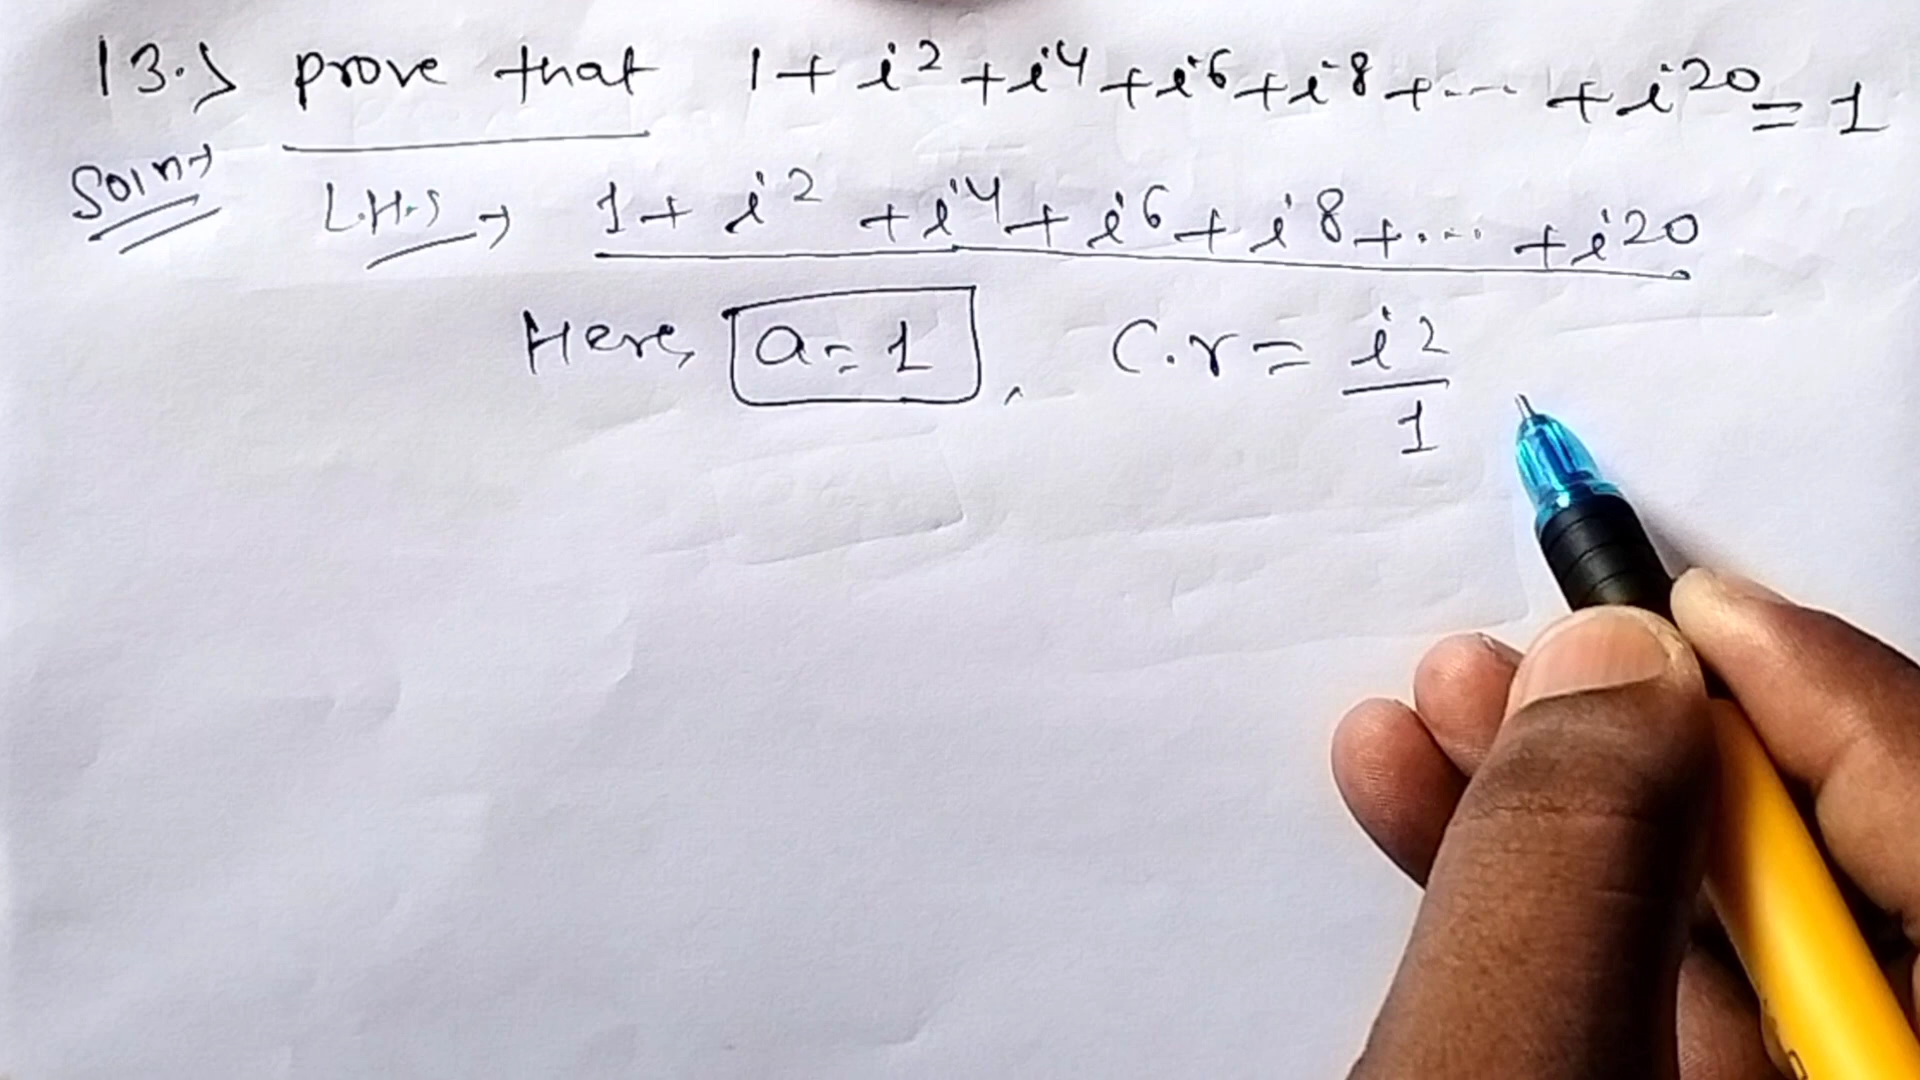 13.) prove that 1 + i² + i⁴ + i⁶ + i⁸ + ... + i²⁰ = 1
Soln→ L.H.S → 1 + i² + i⁴ + i⁶ + i⁸ + .... + i²⁰
Here, a = 1, C.r = i²/1